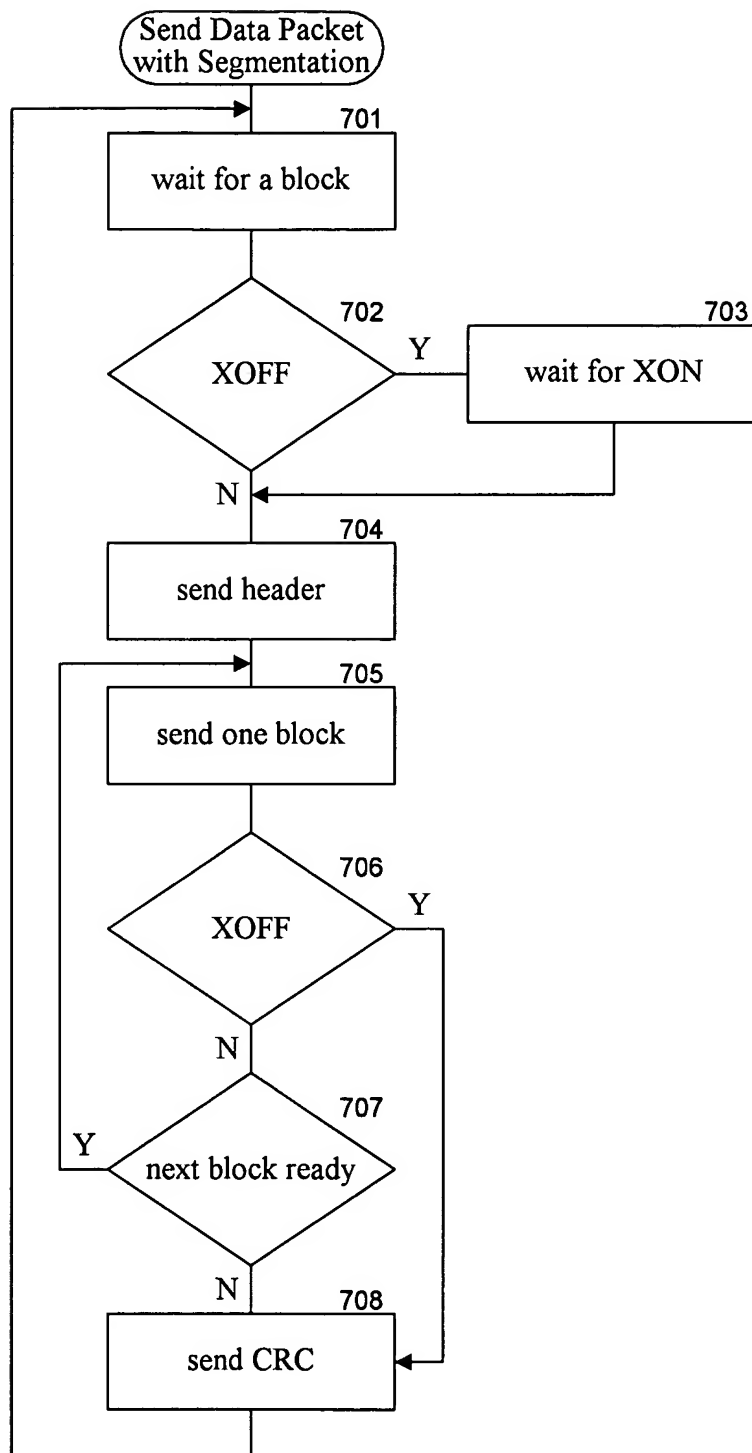 Send Data Packet
with Segmentation
701
wait for a block
702
XOFF
Y
703
wait for XON
N
704
send header
705
send one block
706
XOFF
Y
N
707
Y
next block ready
N
708
send CRC